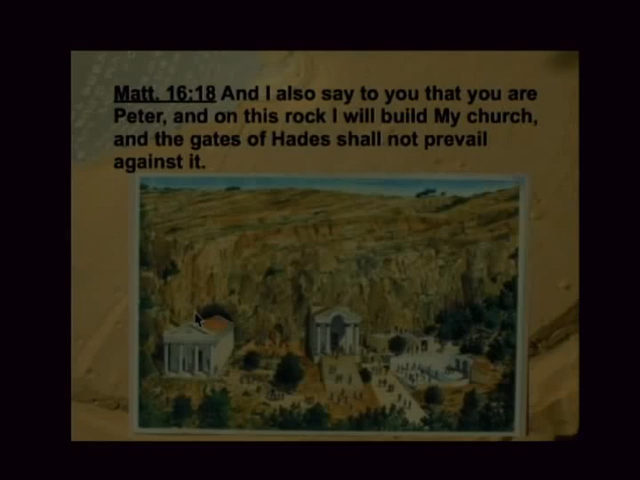 Matt. 16:18 And I also say to you that you are
Peter, and on this rock I will build My church,
and the gates of Hades shall not prevail
against it.